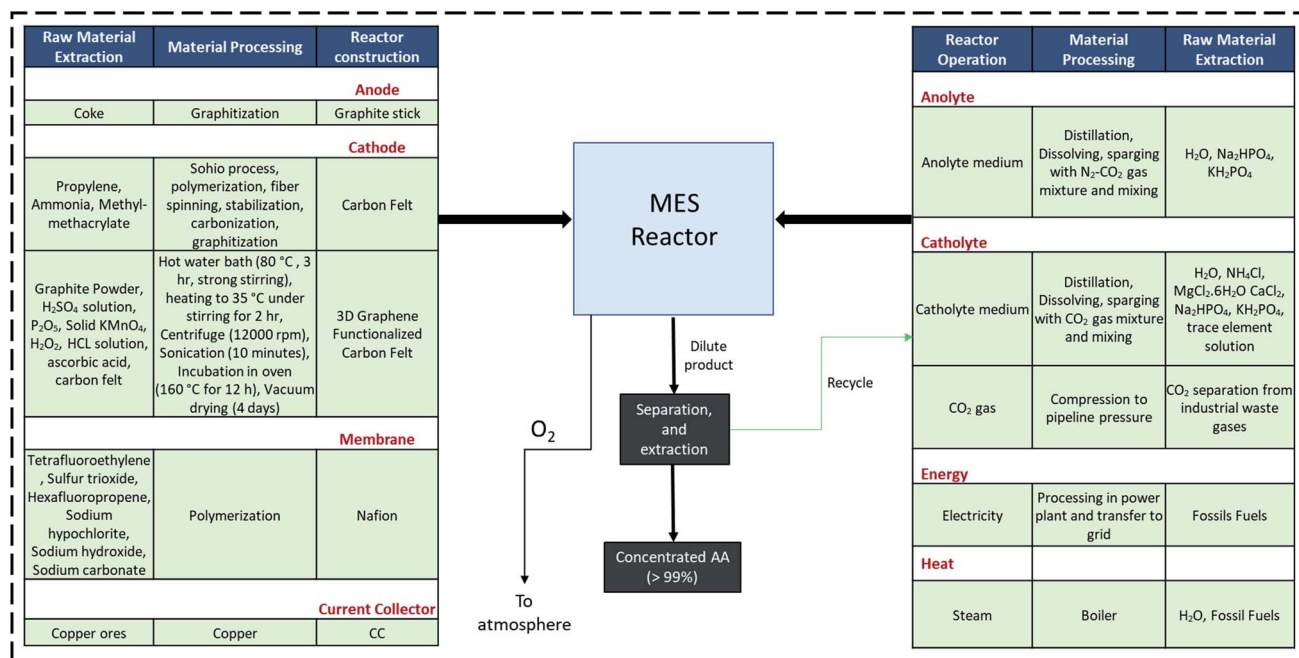 Raw Material
Extraction
Material Processing
Reactor
construction
Anode
Coke
Graphitization
Graphite stick
Cathode
Propylene,
Ammonia, Methyl-
methacrylate
Sohio process,
polymerization, fiber
spinning, stabilization,
carbonization,
graphitization
Carbon Felt
Graphite Powder,
H₂SO₄ solution,
P₂O₅, Solid KMnO₄,
H₂O₂, HCL solution,
ascorbic acid,
carbon felt
Hot water bath (80 °C , 3
hr, strong stirring),
heating to 35 °C under
stirring for 2 hr,
Centrifuge (12000 rpm),
Sonication (10 minutes),
Incubation in oven
(160 °C for 12 h), Vacuum
drying (4 days)
3D Graphene
Functionalized
Carbon Felt
Membrane
Tetrafluoroethylene
, Sulfur trioxide,
Hexafluoropropene,
Sodium
hypochlorite,
Sodium hydroxide,
Sodium carbonate
Polymerization
Nafion
Current Collector
Copper ores
Copper
CC
MES
Reactor
Dilute
product
Recycle
Separation,
and
extraction
O₂
Concentrated AA
(> 99%)
To
atmosphere
Reactor
Operation
Material
Processing
Raw Material
Extraction
Anolyte
Anolyte medium
Distillation,
Dissolving, sparging
with N₂-CO₂ gas
mixture and mixing
H₂O, Na₂HPO₄,
KH₂PO₄
Catholyte
Catholyte medium
Distillation,
Dissolving, sparging
with CO₂ gas mixture
and mixing
H₂O, NH₄Cl,
MgCl₂.6H₂O CaCl₂,
Na₂HPO₄, KH₂PO₄,
trace element
solution
CO₂ gas
Compression to
pipeline pressure
CO₂ separation from
industrial waste
gases
Energy
Electricity
Processing in power
plant and transfer to
grid
Fossils Fuels
Heat
Steam
Boiler
H₂O, Fossil Fuels